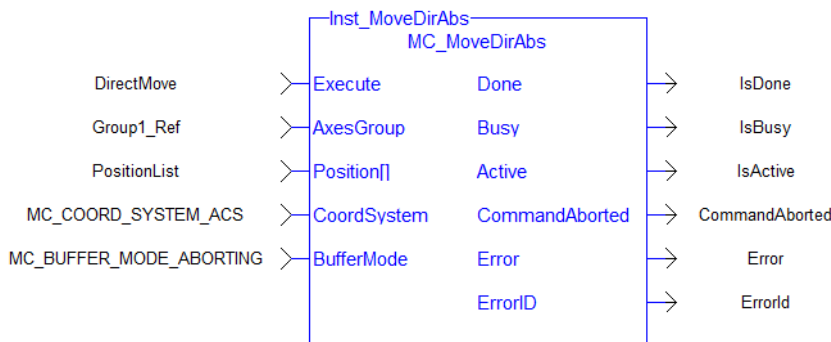 Inst_MoveDirAbs
MC_MoveDirAbs
DirectMove Execute Done IsDone
Group1_Ref AxesGroup Busy IsBusy
PositionList Position[] Active IsActive
MC_COORD_SYSTEM_ACS CoordSystem CommandAborted CommandAborted
MC_BUFFER_MODE_ABORTING BufferMode Error Error
ErrorID ErrorId